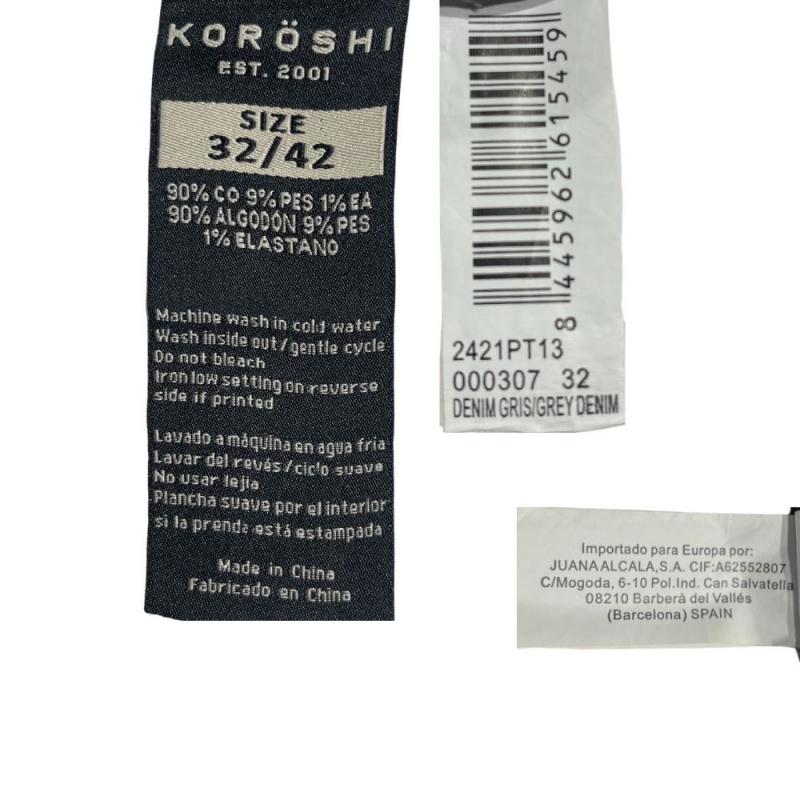 KORÖSHI
EST. 2001
SIZE
32/42
90% CO 9% PES 1% EA
90% ALGODÓN 9% PES
1% ELASTANO
Machine wash in cold water
Wash inside out/gentle cycle
Do not bleach
Iron low setting on reverse
side if printed
Lavado a máquina en agua fria
Lavar del revés/ciclo suave
No usar lejia
Plancha suave por el interior
si la prenda está estampada
Made in China
Fabricado en China
8 445962 615459
2421PT13
000307 32
DENIM GRIS/GREY DENIM
Importado para Europa por:
JUANA ALCALA, S.A. CIF:A62552807
C/Mogoda, 6-10 Pol.Ind. Can Salvatella
08210 Barberà del Vallés
(Barcelona) SPAIN